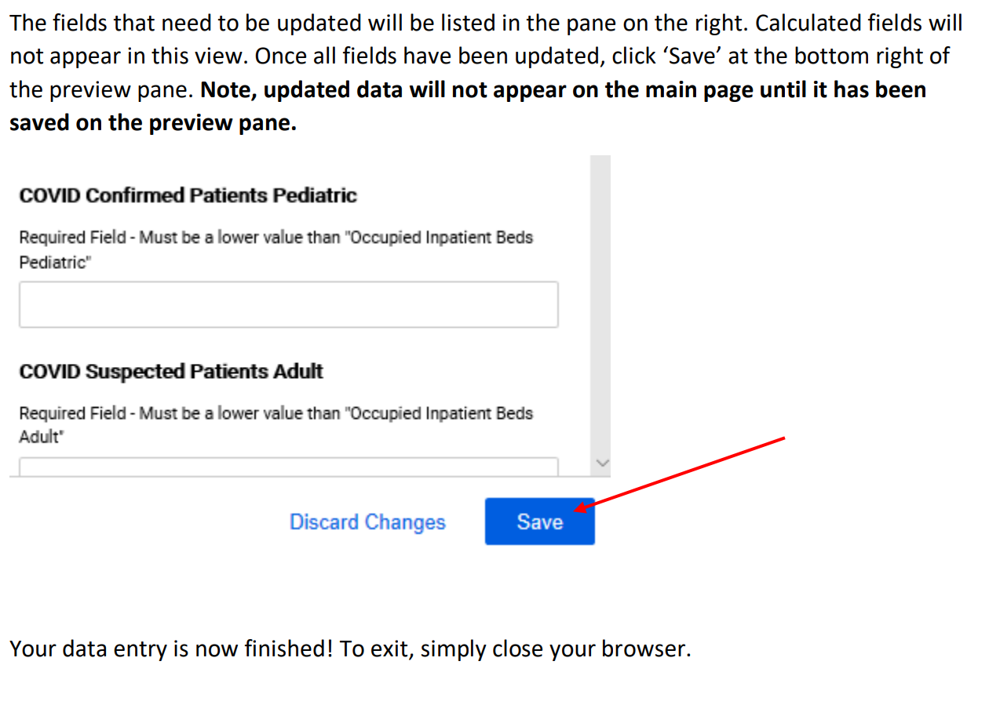 The fields that need to be updated will be listed in the pane on the right. Calculated fields will
not appear in this view. Once all fields have been updated, click ‘Save’ at the bottom right of
the preview pane. Note, updated data will not appear on the main page until it has been
saved on the preview pane.
COVID Confirmed Patients Pediatric
Required Field - Must be a lower value than "Occupied Inpatient Beds
Pediatric"
COVID Suspected Patients Adult
Required Field - Must be a lower value than "Occupied Inpatient Beds
Adult"
Discard Changes
Save
Your data entry is now finished! To exit, simply close your browser.